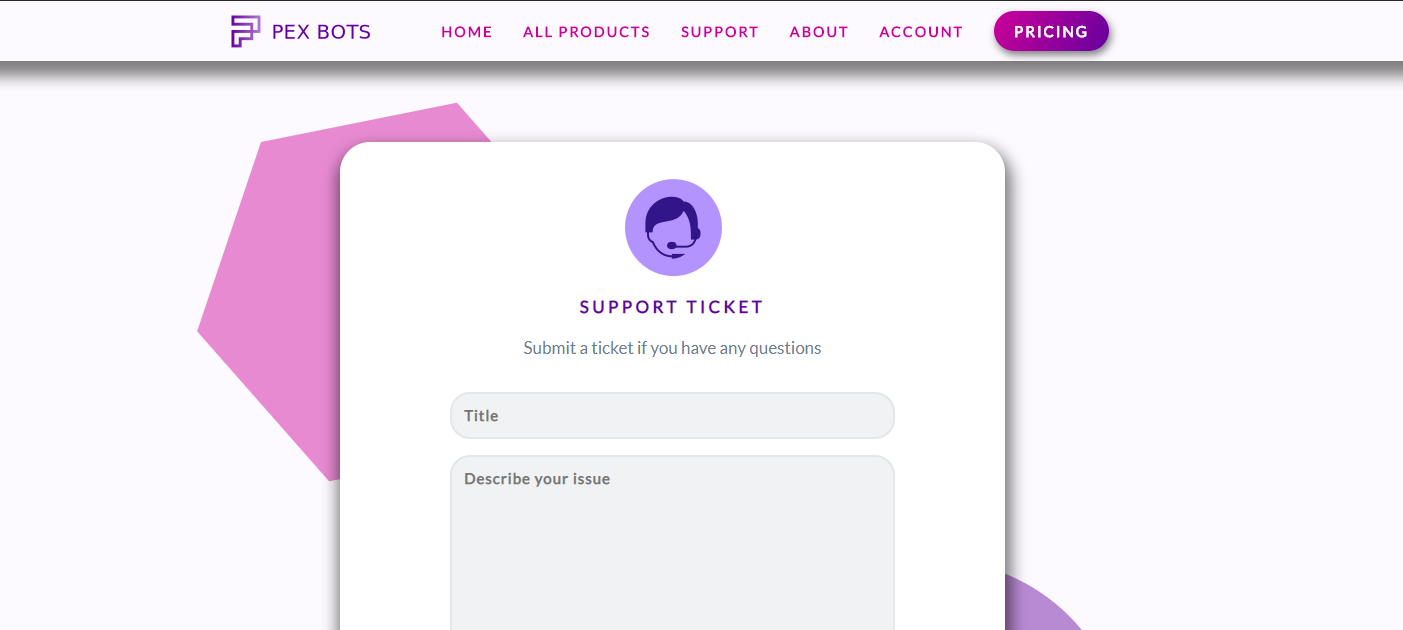 PEX BOTS
HOME
ALL PRODUCTS
SUPPORT
ABOUT
ACCOUNT
PRICING
SUPPORT TICKET
Submit a ticket if you have any questions
Title
Describe your issue